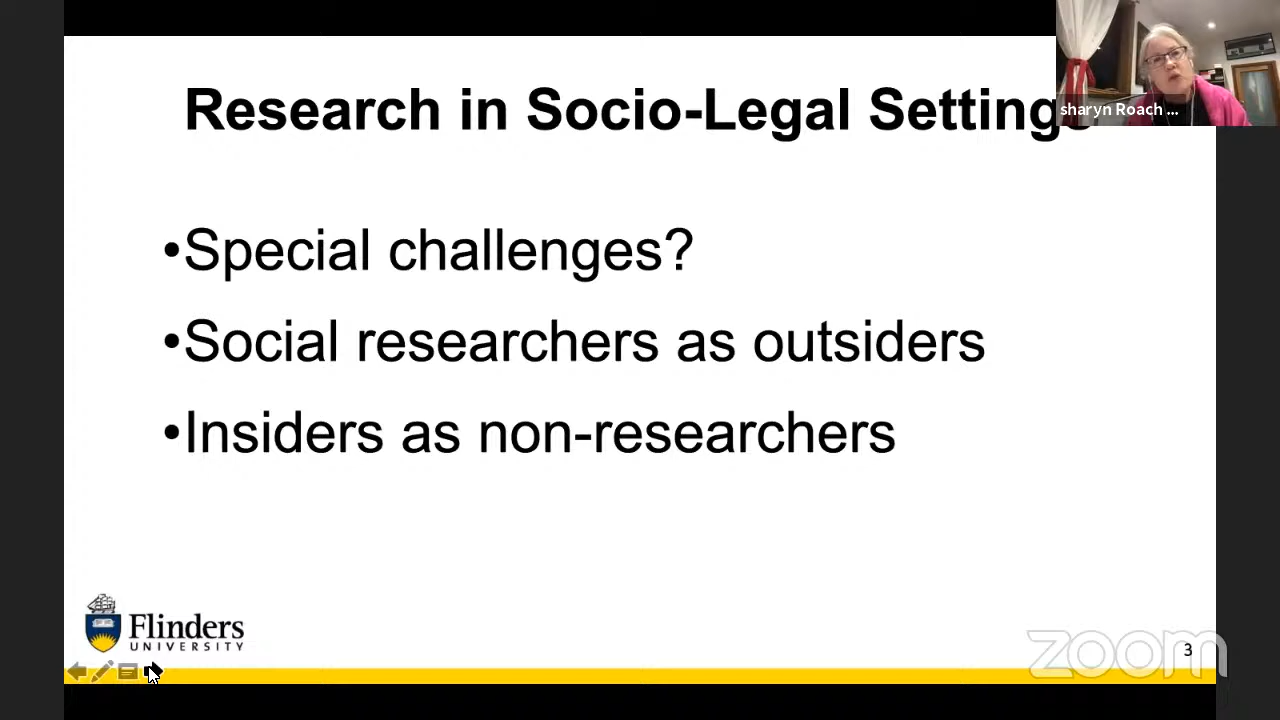 Research in Socio-Legal Settings
sharyn Roach ...
•Special challenges?
•Social researchers as outsiders
•Insiders as non-researchers
Flinders
UNIVERSITY
zoom
3